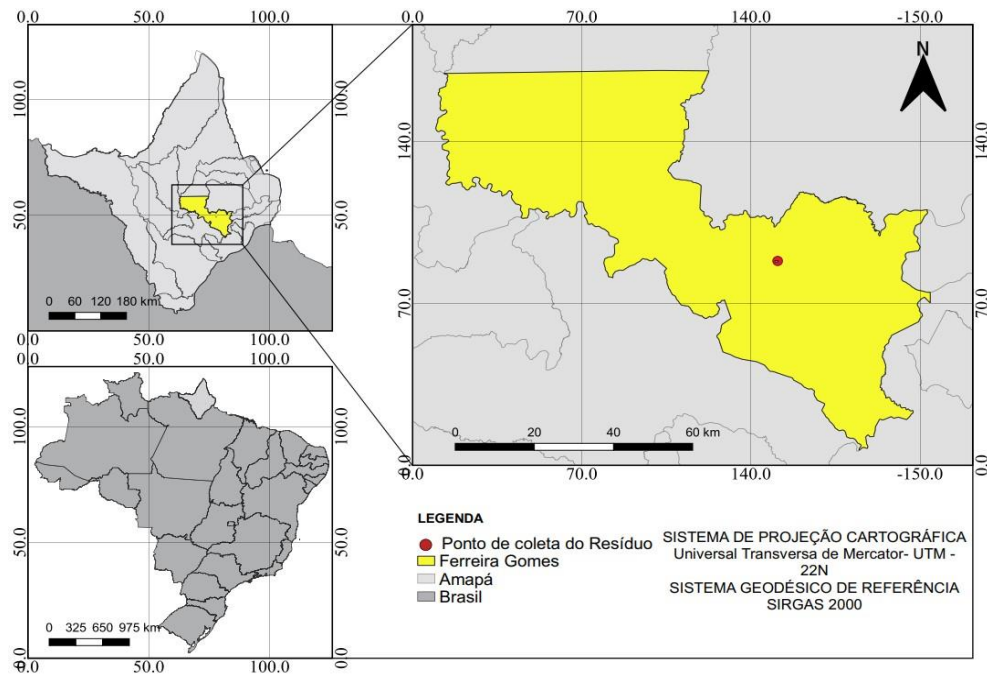 0.0 50.0 100.0
100.0
100.0
50.0
50.0
0 60 120 180 km
0.0 50.0 100.0
0.0 70.0 140.0 -150.0
N
140.0
140.0
70.0
70.0
0 20 40 60 km
0.0
0.0
0.0 70.0 140.0 -150.0
0.0 50.0 100.0
100.0
100.0
50.0
50.0
0 325 650 975 km
0.0
0.0 50.0 100.0
LEGENDA
Ponto de coleta do Resíduo
Ferreira Gomes
Amapá
Brasil
SISTEMA DE PROJEÇÃO CARTOGRÁFICA
Universal Transversa de Mercator- UTM -
22N
SISTEMA GEODÉSICO DE REFERÊNCIA
SIRGAS 2000